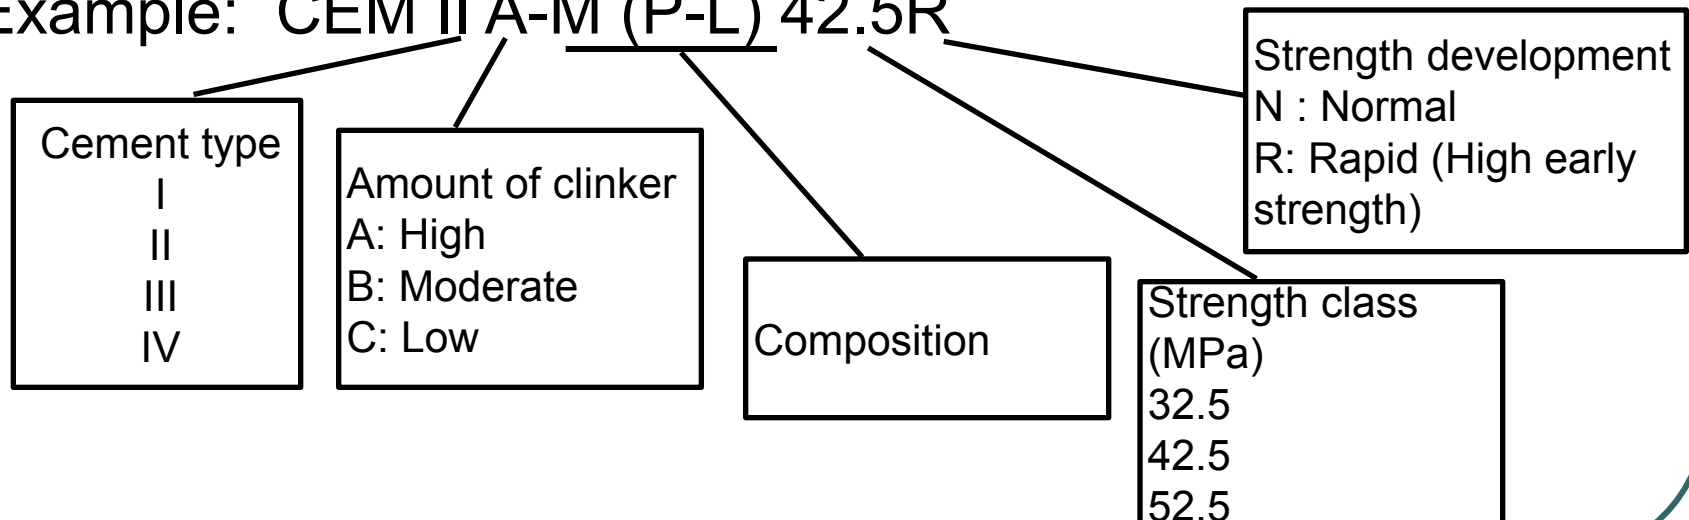 Example: CEM II A-M (P-L) 42.5R
Cement type
I
II
III
IV
Amount of clinker
A: High
B: Moderate
C: Low
Composition
Strength class
(MPa)
32.5
42.5
52.5
Strength development
N : Normal
R: Rapid (High early
strength)